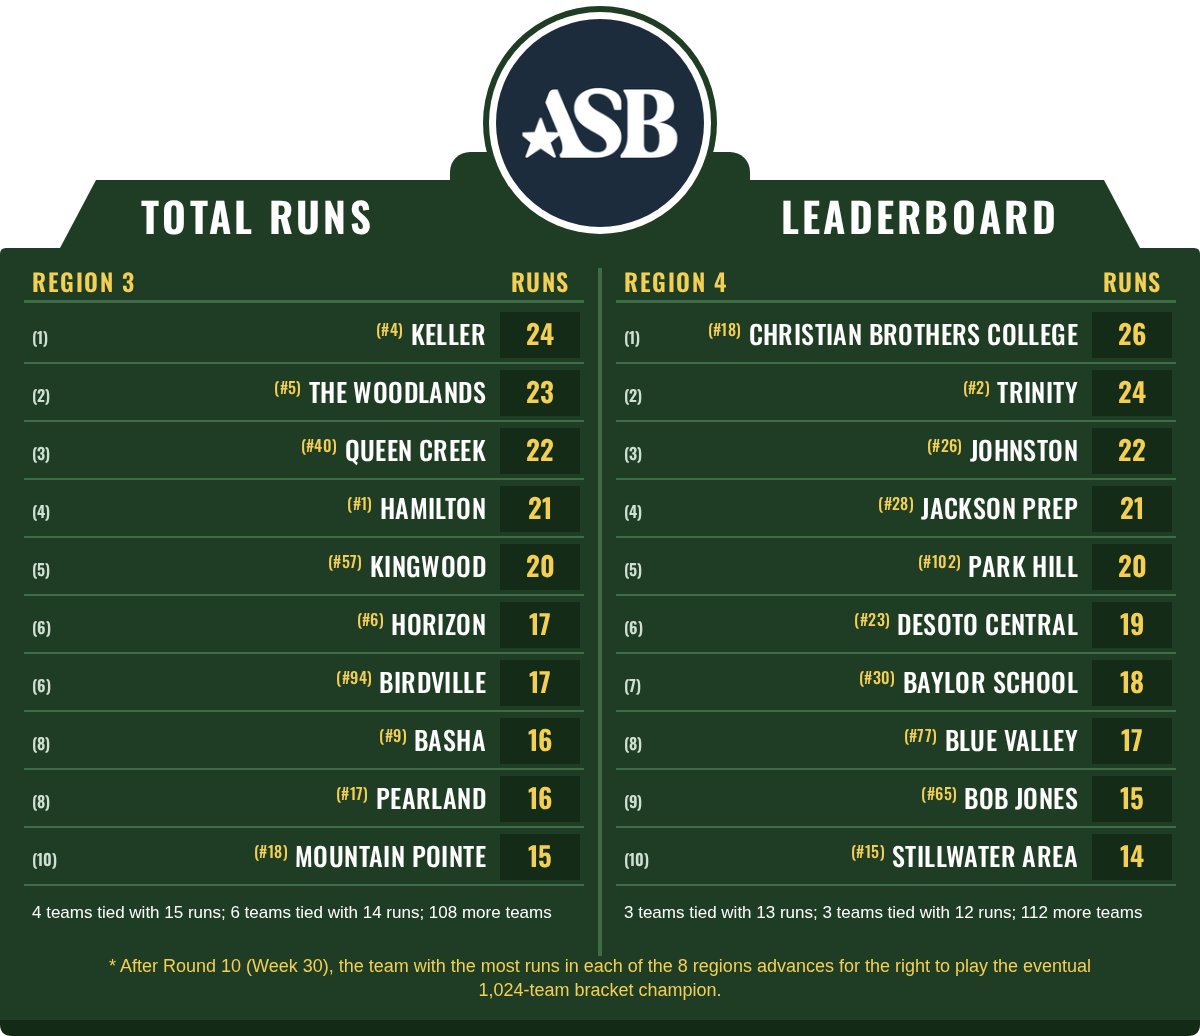 ASB
TOTAL RUNS
LEADERBOARD
REGION 3 RUNS
(1) (#4) KELLER 24
(2) (#5) THE WOODLANDS 23
(3) (#40) QUEEN CREEK 22
(4) (#1) HAMILTON 21
(5) (#57) KINGWOOD 20
(6) (#6) HORIZON 17
(6) (#94) BIRDVILLE 17
(8) (#9) BASHA 16
(8) (#17) PEARLAND 16
(10) (#18) MOUNTAIN POINTE 15
4 teams tied with 15 runs; 6 teams tied with 14 runs; 108 more teams
REGION 4 RUNS
(1) (#18) CHRISTIAN BROTHERS COLLEGE 26
(2) (#2) TRINITY 24
(3) (#26) JOHNSTON 22
(4) (#28) JACKSON PREP 21
(5) (#102) PARK HILL 20
(6) (#23) DESOTO CENTRAL 19
(7) (#30) BAYLOR SCHOOL 18
(8) (#77) BLUE VALLEY 17
(9) (#65) BOB JONES 15
(10) (#15) STILLWATER AREA 14
3 teams tied with 13 runs; 3 teams tied with 12 runs; 112 more teams
* After Round 10 (Week 30), the team with the most runs in each of the 8 regions advances for the right to play the eventual
1,024-team bracket champion.